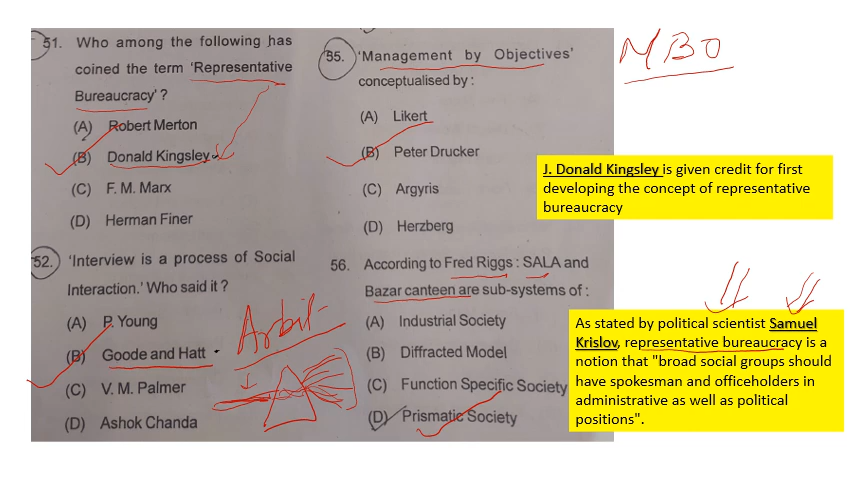 51. Who among the following has
coined the term 'Representative
Bureaucracy' ?
(A) Robert Merton
(B) Donald Kingsley
(C) F. M. Marx
(D) Herman Finer
52. 'Interview is a process of Social
Interaction.' Who said it ?
(A) P. Young
(B) Goode and Hatt
(C) V. M. Palmer
(D) Ashok Chanda
Arbit
55. 'Management by Objectives'
conceptualised by :
(A) Likert
(B) Peter Drucker
(C) Argyris
(D) Herzberg
56. According to Fred Riggs : SALA and
Bazar canteen are sub-systems of :
(A) Industrial Society
(B) Diffracted Model
(C) Function Specific Society
(D) Prismatic Society
MBO
J. Donald Kingsley is given credit for first
developing the concept of representative
bureaucracy
As stated by political scientist Samuel
Krislov, representative bureaucracy is a
notion that "broad social groups should
have spokesman and officeholders in
administrative as well as political
positions".